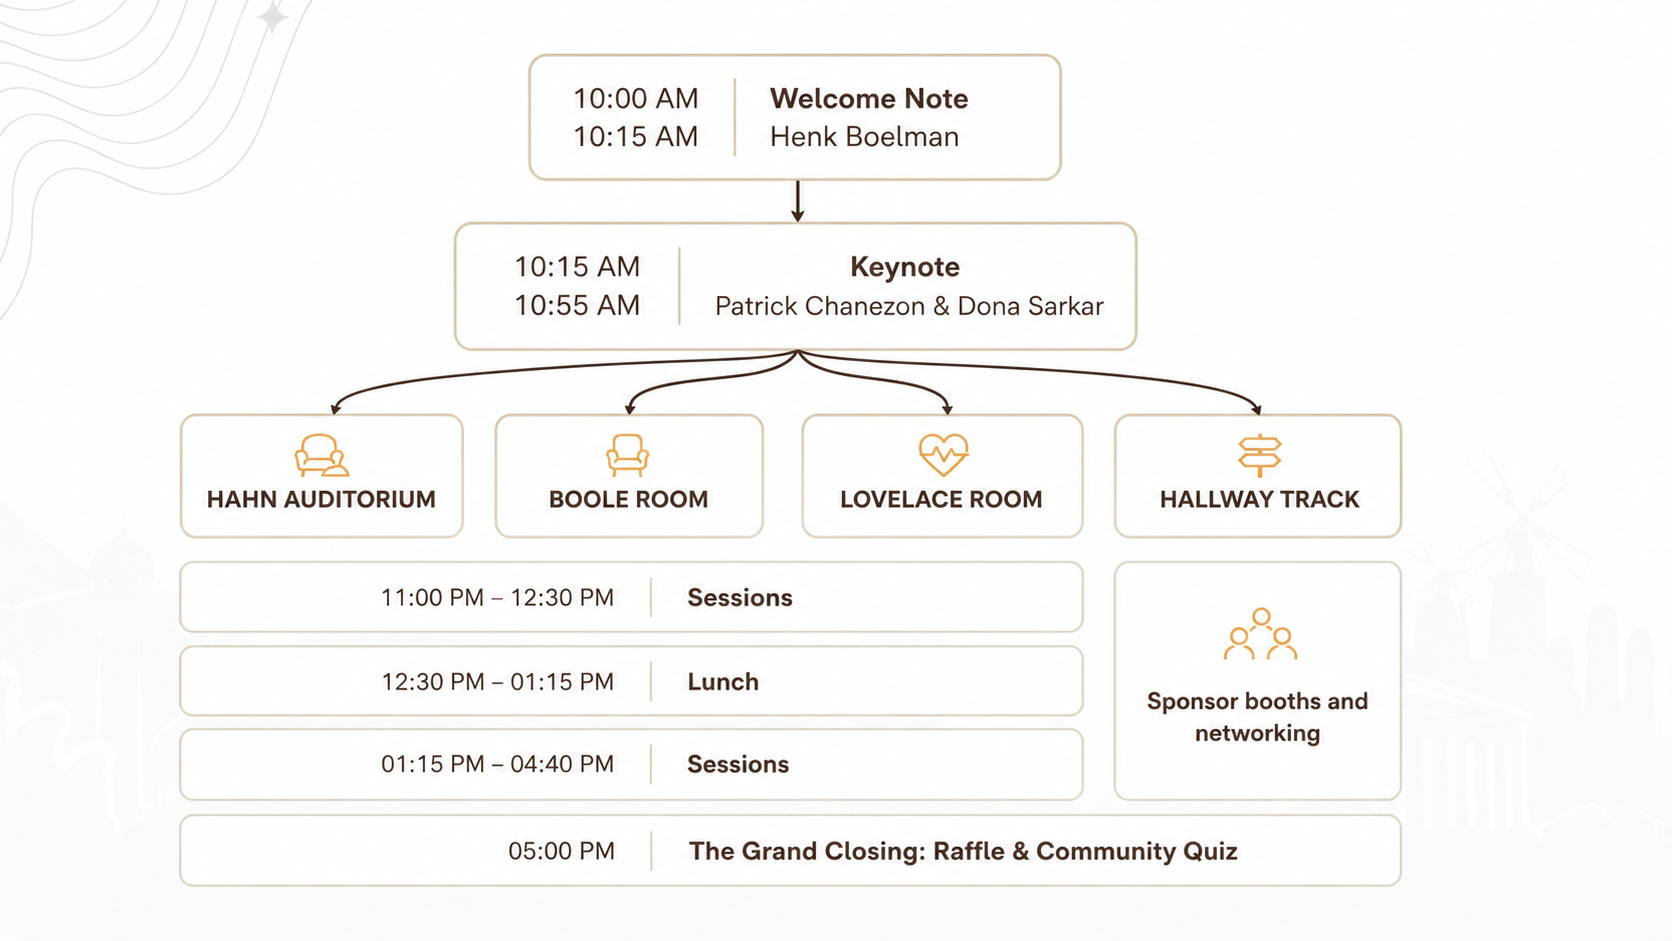 10:00 AM
10:15 AM
Welcome Note
Henk Boelman
10:15 AM
10:55 AM
Keynote
Patrick Chanezon & Dona Sarkar
HAHN AUDITORIUM
BOOLE ROOM
LOVELACE ROOM
HALLWAY TRACK
11:00 PM – 12:30 PM
Sessions
12:30 PM – 01:15 PM
Lunch
01:15 PM – 04:40 PM
Sessions
Sponsor booths and
networking
05:00 PM
The Grand Closing: Raffle & Community Quiz